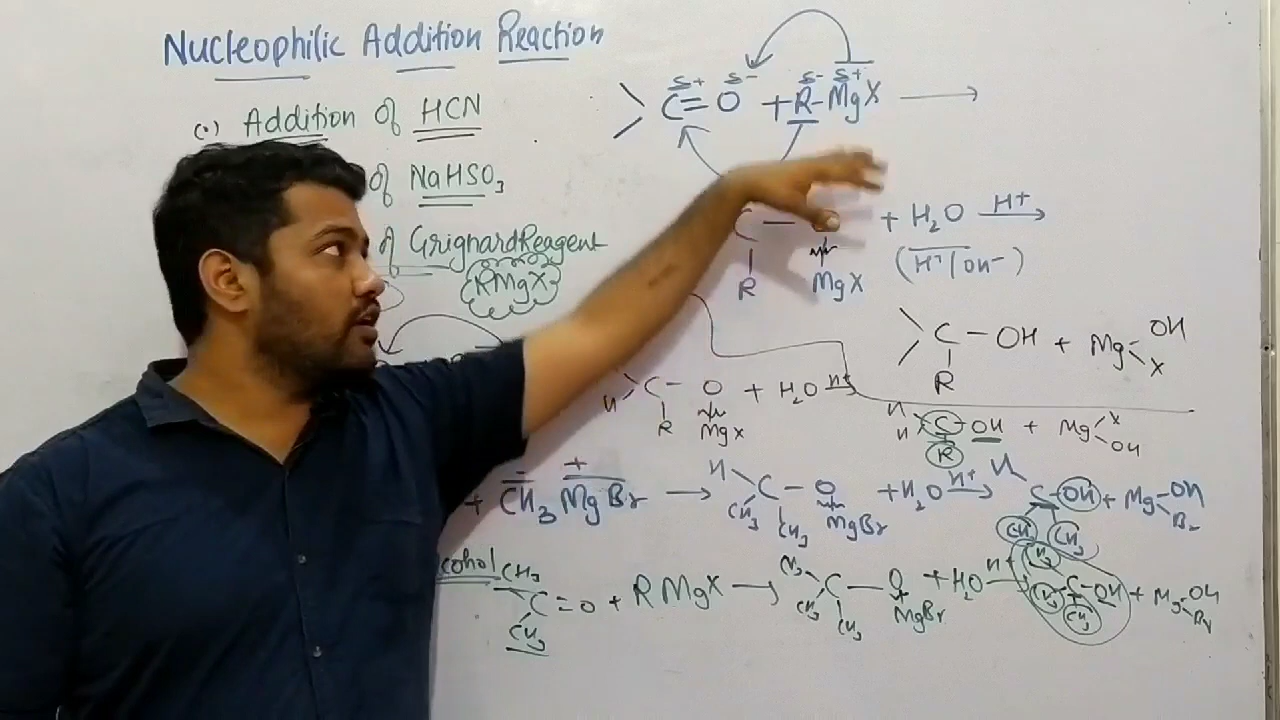 Nucleophilic Addition Reaction
(•) Addition of HCN
of NaHSO₃
of Grignard Reagent
RMgX
δ+ δ- δ- δ+
C=O + R-MgX →
C —
R MgX
+ H₂O H⁺→
(H⁺/OH⁻)
C - OH + Mg OH
R X
H C - O + H₂O H⁺→
R MgX
H H C OH + Mg X
R OH
- +
+ CH₃ MgBr → H C - O + H₂O H⁺→ H C-OH + Mg-OH
CH₃ CH₃ MgBr CH₃ CH₃ Br
cohol
CH₃ C=O + RMgX → CH₃ C — O + H₂O H⁺→ CH₃ C-OH + Mg-OH
CH₃ CH₃ CH₃ MgBr CH₃ CH₃ Br